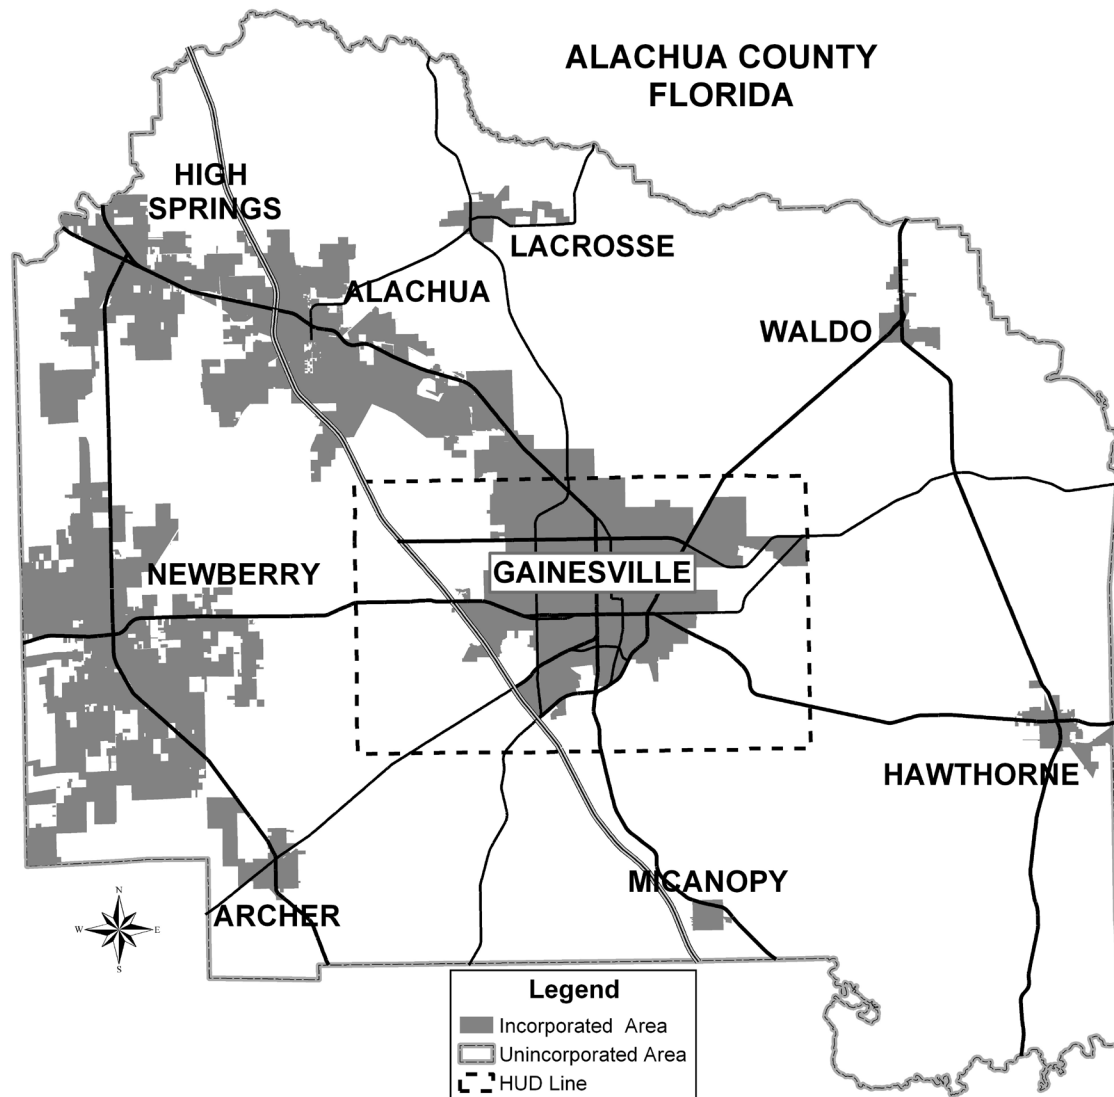 ALACHUA COUNTY
FLORIDA
HIGH
SPRINGS
LACROSSE
ALACHUA
WALDO
NEWBERRY
GAINESVILLE
HAWTHORNE
MICANOPY
ARCHER
N
W
E
S
Legend
Incorporated Area
Unincorporated Area
HUD Line